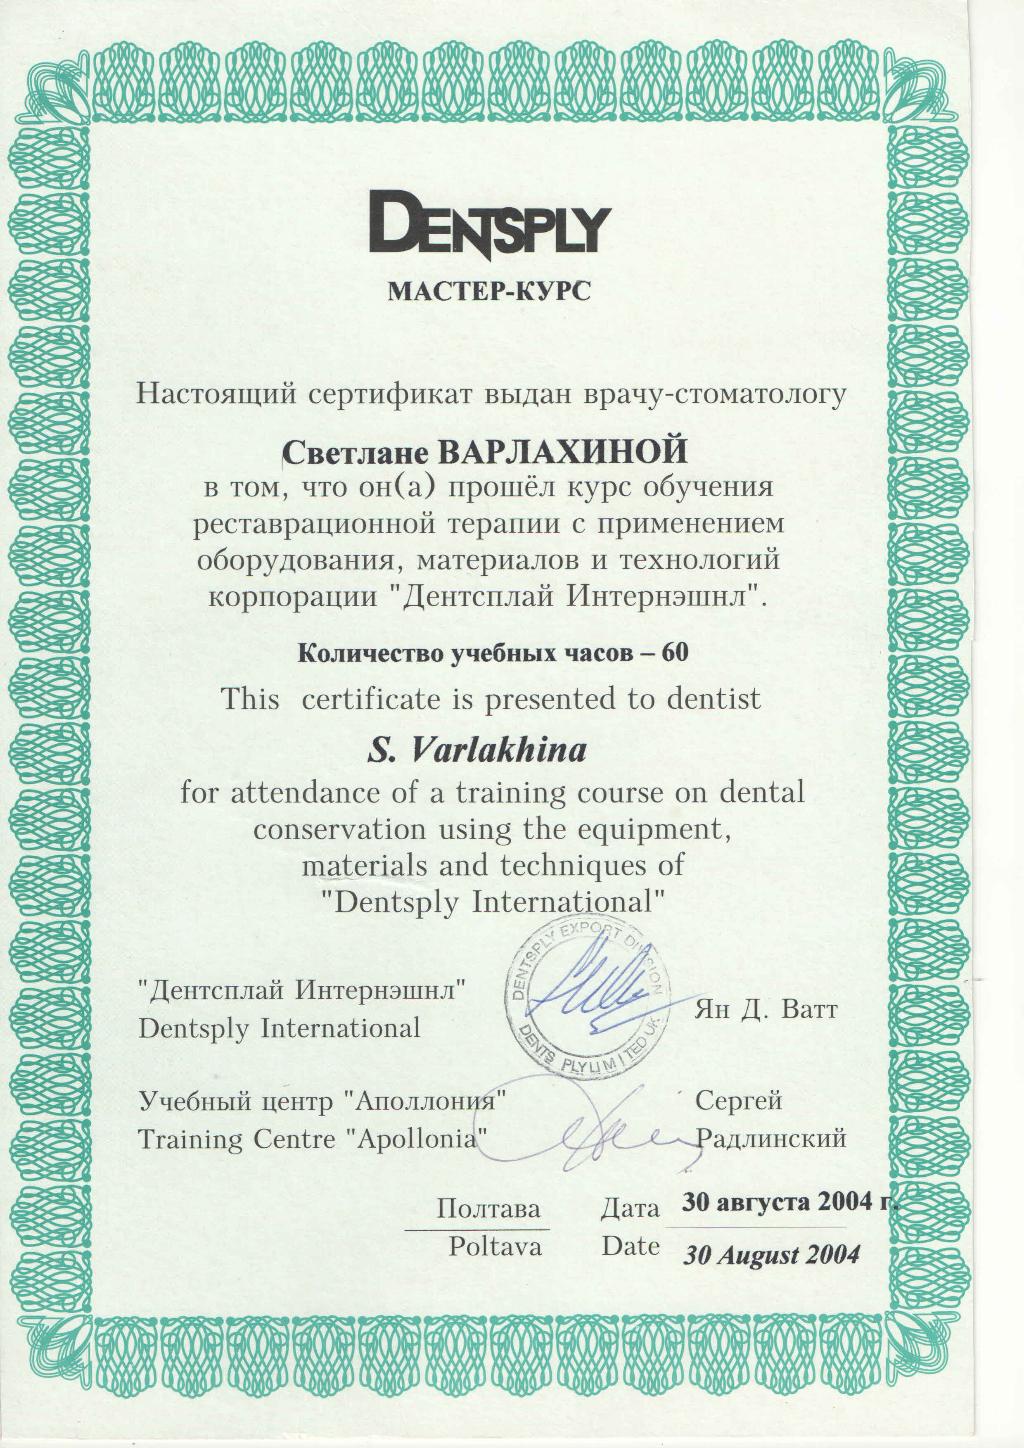 DENTSPLY
МАСТЕР-КУРС
Настоящий сертификат выдан врачу-стоматологу
Светлане ВАРЛАХИНОЙ
в том, что он(а) прошёл курс обучения
реставрационной терапии с применением
оборудования, материалов и технологий
корпорации "Дентсплай Интернэшнл".
Количество учебных часов – 60
This certificate is presented to dentist
S. Varlakhina
for attendance of a training course on dental
conservation using the equipment,
materials and techniques of
"Dentsply International"
DENTSPLY EXPORT DIVISION
DENTS PLY LIMITED UK
"Дентсплай Интернэшнл"
Dentsply International
Ян Д. Ватт
Учебный центр "Аполлония"
Training Centre "Apollonia"
Сергей
Радлинский
Полтава
Poltava
Дата 30 августа 2004 г.
Date 30 August 2004